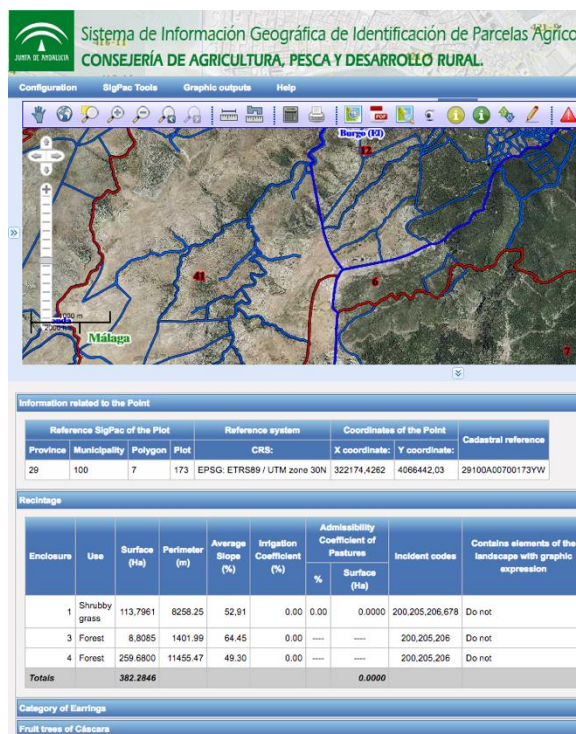 JUNTA DE ANDALUCIA
Sistema de Información Geográfica de Identificación de Parcelas Agríco
CONSEJERÍA DE AGRICULTURA, PESCA Y DESARROLLO RURAL.
Configuration SigPac Tools Graphic outputs Help
PDF
Burgo (El)
12
41
6
7
1000 m
Málaga
Information related to the Point
Reference SigPac of the Plot Reference system Coordinates of the Point Cadastral reference
Province Municipality Polygon Plot CRS: X coordinate: Y coordinate:
29 100 7 173 EPSG: ETRS89 / UTM zone 30N 322174,4262 4066442,03 29100A00700173YW
Recintage
Enclosure Use Surface (Ha) Perimeter (m) Average Slope (%) Irrigation Coefficient (%) Admissibility Coefficient of Pastures Incident codes Contains elements of the landscape with graphic expression
% Surface (Ha)
1 Shrubby grass 113,7961 8258.25 52,91 0.00 0.00 0.0000 200,205,206,678 Do not
3 Forest 8,8085 1401.99 64.45 0.00 ---- ---- 200,205,206 Do not
4 Forest 259.6800 11455.47 49.30 0.00 ---- ---- 200,205,206 Do not
Totals 382.2846 0.0000
Category of Earrings
Fruit trees of Cáscara